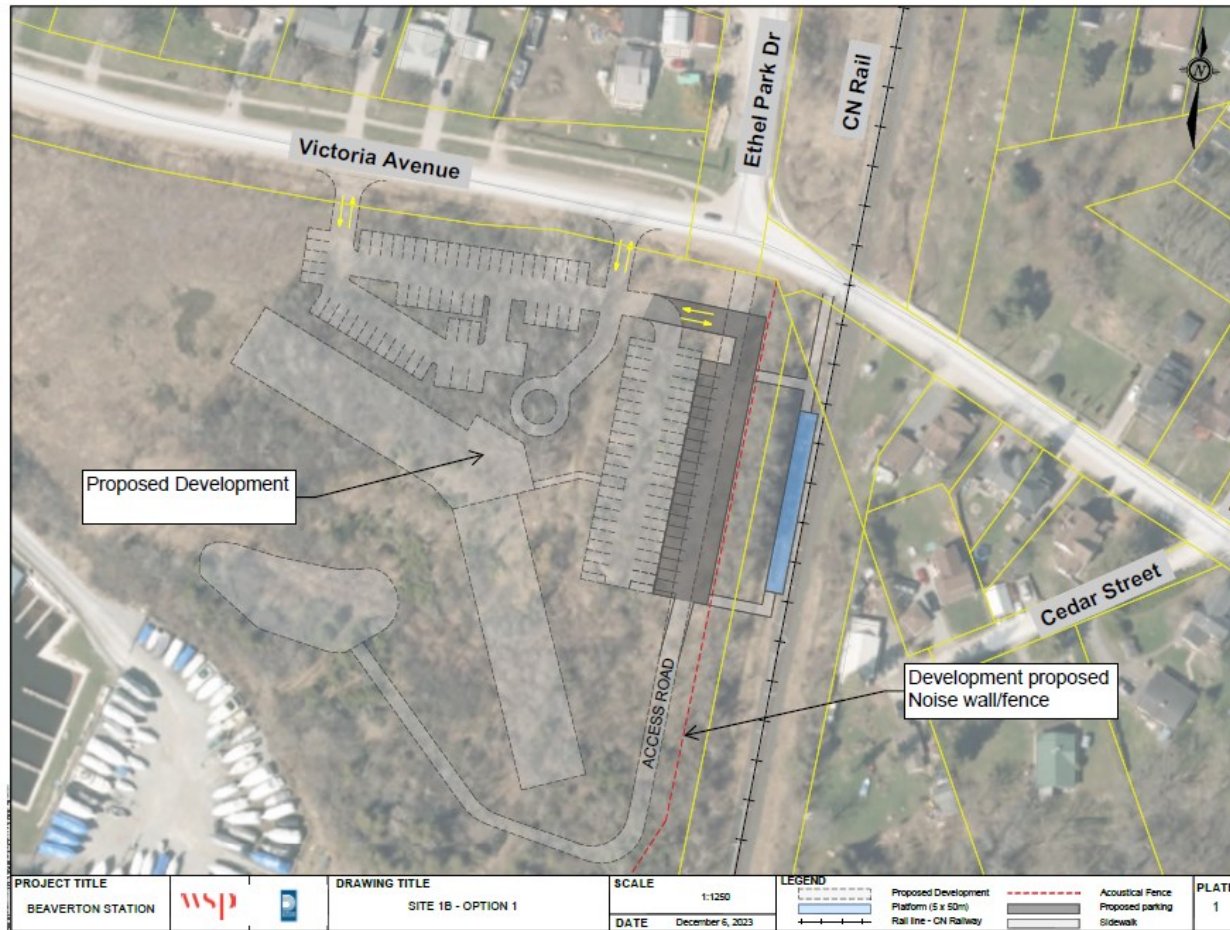 Ethel Park Dr
CN Rail
N
Victoria Avenue
Proposed Development
Cedar Street
Development proposed
Noise wall/fence
ACCESS ROAD
PROJECT TITLE
BEAVERTON STATION
wsp
DRAWING TITLE
SITE 1B - OPTION 1
SCALE
1:1250
DATE
December 6, 2023
LEGEND
Proposed Development
Platform (5 x 50m)
Rail line - CN Railway
Acoustical Fence
Proposed parking
Sidewalk
PLATE
1